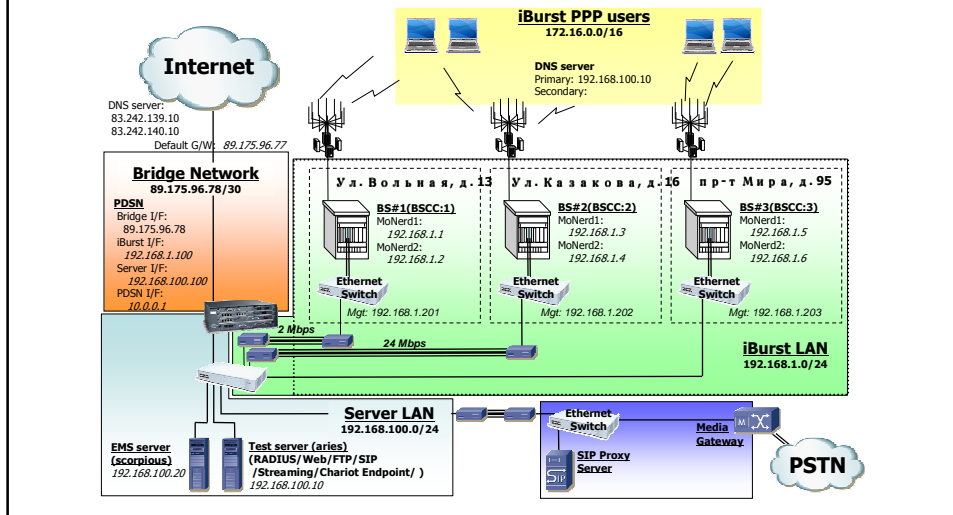 iBurst PPP users
172.16.0.0/16
DNS server
Primary: 192.168.100.10
Secondary:
Internet
DNS server:
83.242.139.10
83.242.140.10
Default G/W: 89.175.96.77
Bridge Network
89.175.96.78/30
PDSN
Bridge I/F:
89.175.96.78
iBurst I/F:
192.168.1.100
Server I/F:
192.168.100.100
PDSN I/F:
10.0.0.1
Ул. Вольная, д. 13
BS#1(BSCC:1)
MoNerd1:
192.168.1.1
MoNerd2:
192.168.1.2
Ethernet
Switch
Mgt: 192.168.1.201
Ул. Казакова, д. 16
BS#2(BSCC:2)
MoNerd1:
192.168.1.3
MoNerd2:
192.168.1.4
Ethernet
Switch
Mgt: 192.168.1.202
пр-т Мира, д. 95
BS#3(BSCC:3)
MoNerd1:
192.168.1.5
MoNerd2:
192.168.1.6
Ethernet
Switch
Mgt: 192.168.1.203
2 Mbps
24 Mbps
iBurst LAN
192.168.1.0/24
Server LAN
192.168.100.0/24
EMS server
(scorpious)
192.168.100.20
Test server (aries)
(RADIUS/Web/FTP/SIP
/Streaming/Chariot Endpoint/ )
192.168.100.10
Ethernet
Switch
SIP Proxy
Server
SIP
Media
Gateway
M
PSTN